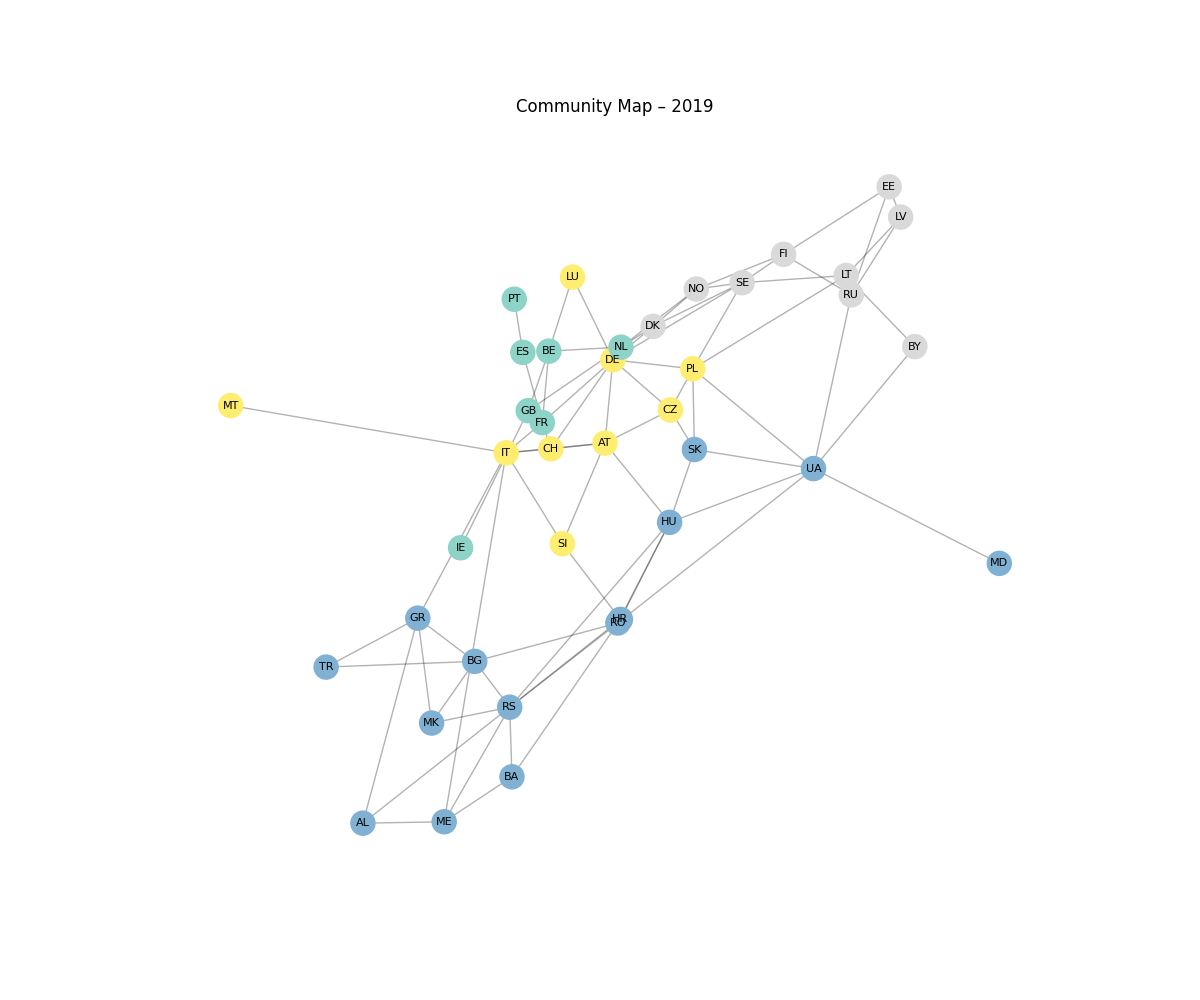 Community Map – 2019
EE
LV
FI
LT
LU
SE
NO
RU
PT
DK
NL
BY
BE
ES
DE
PL
MT
CZ
GB
FR
AT
CH
SK
IT
UA
HU
SI
IE
MD
GR
HR
RO
BG
TR
RS
MK
BA
ME
AL